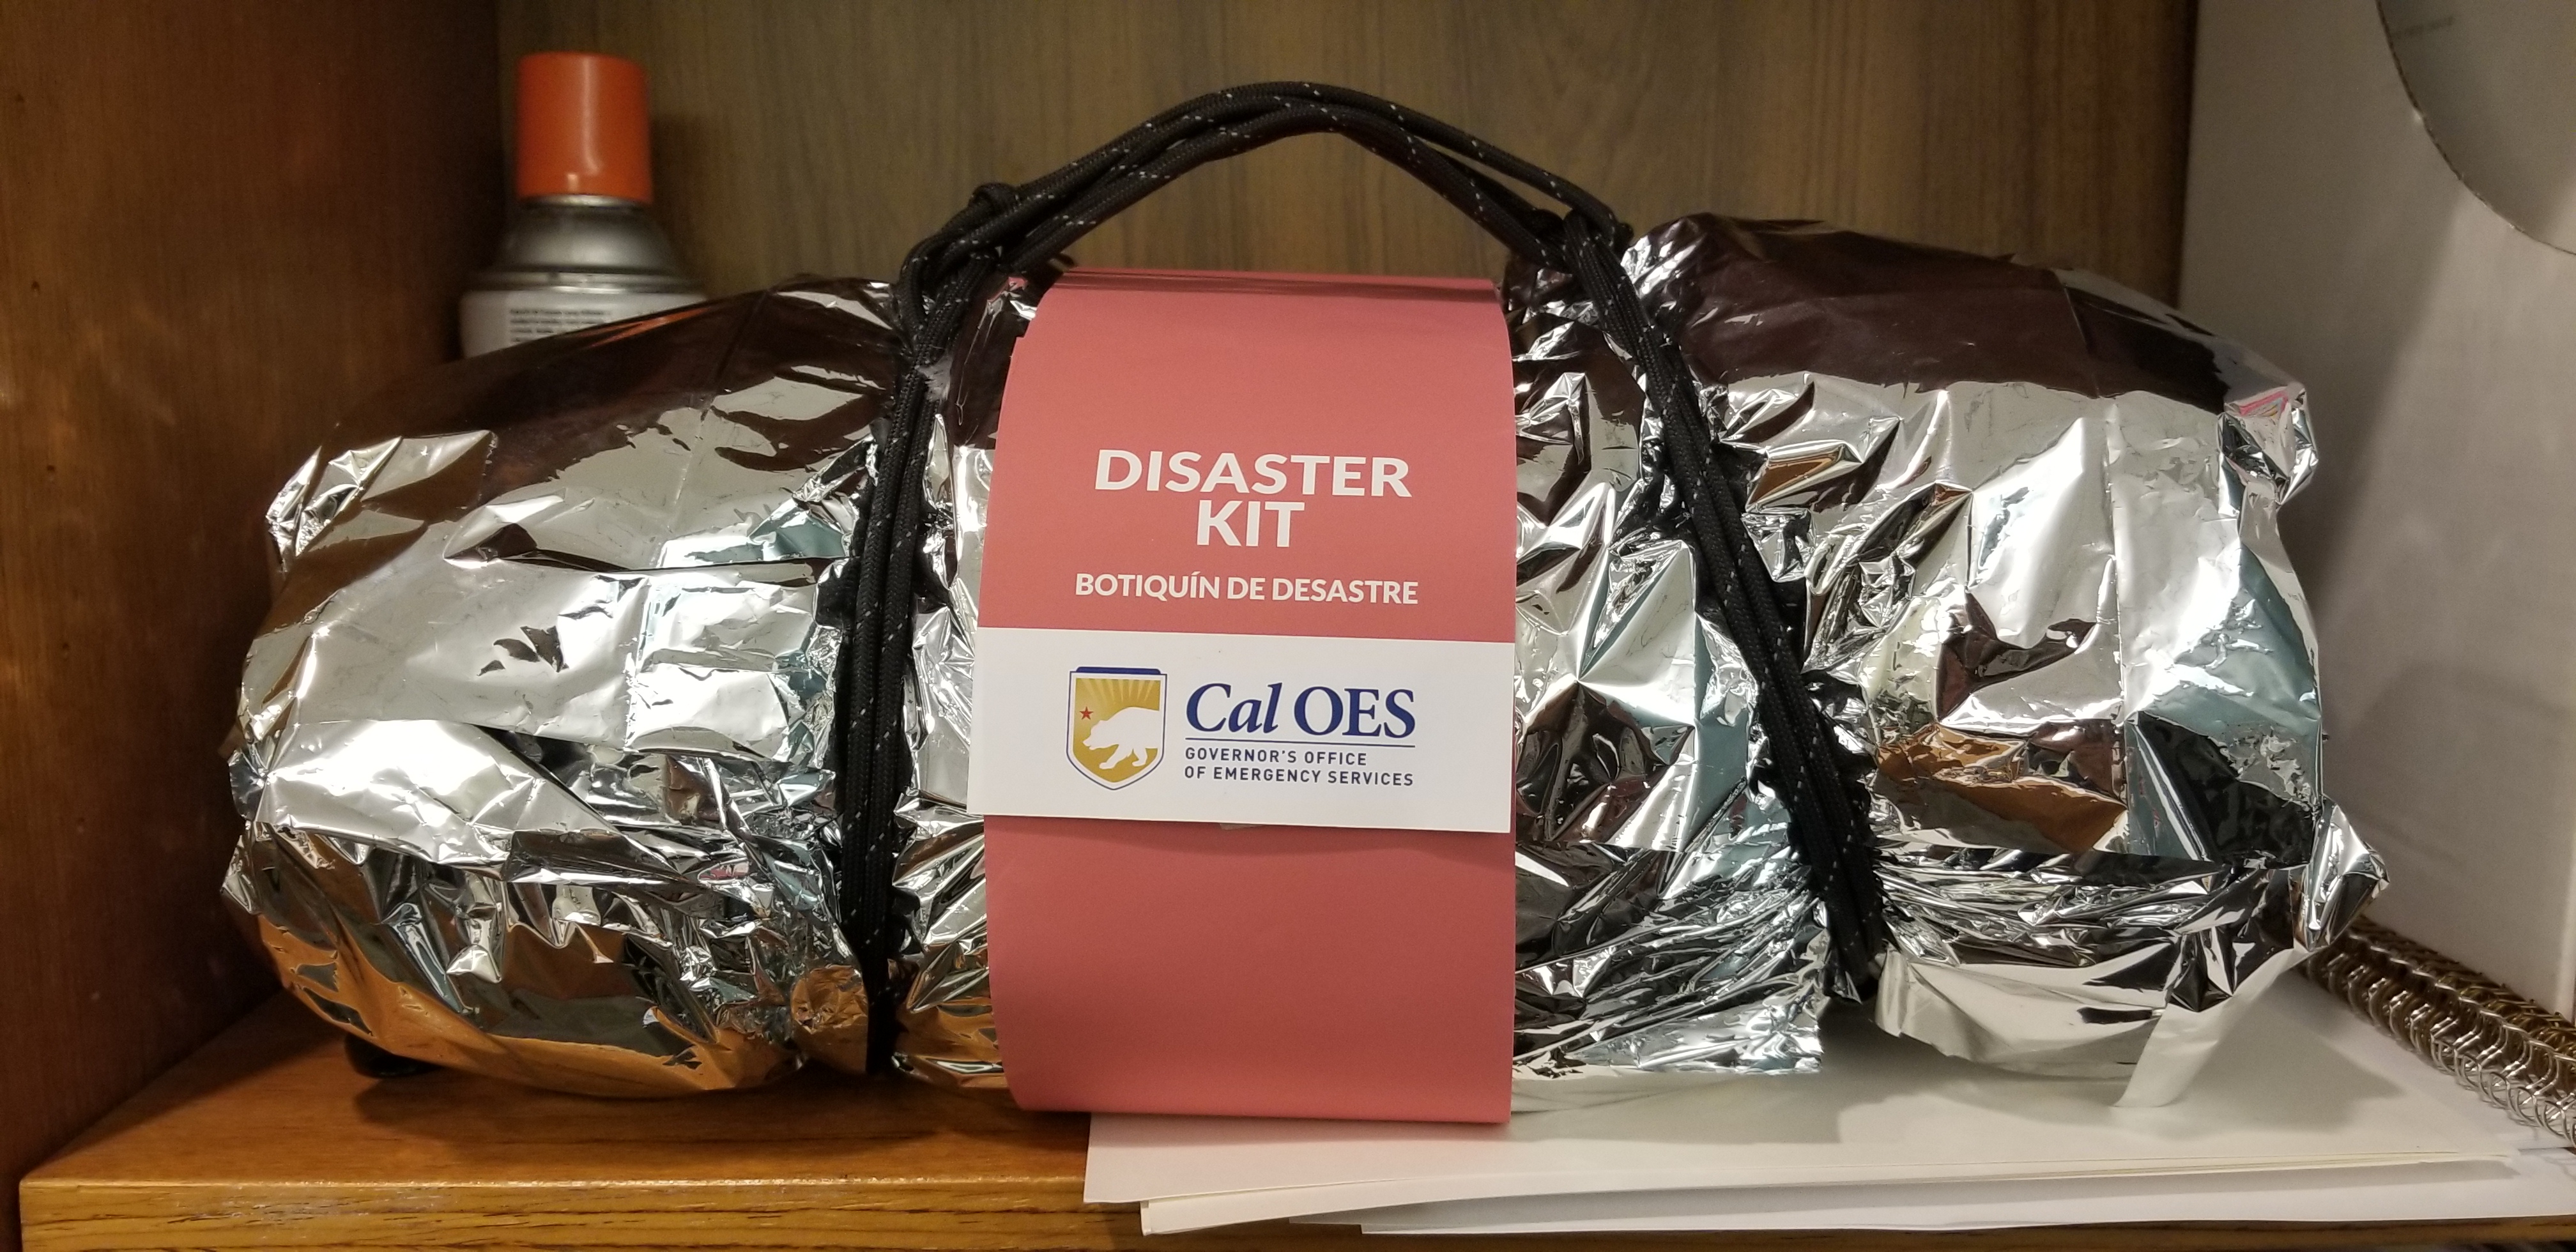 DISASTER
KIT
BOTIQUÍN DE DESASTRE
Cal OES
GOVERNOR'S OFFICE
OF EMERGENCY SERVICES